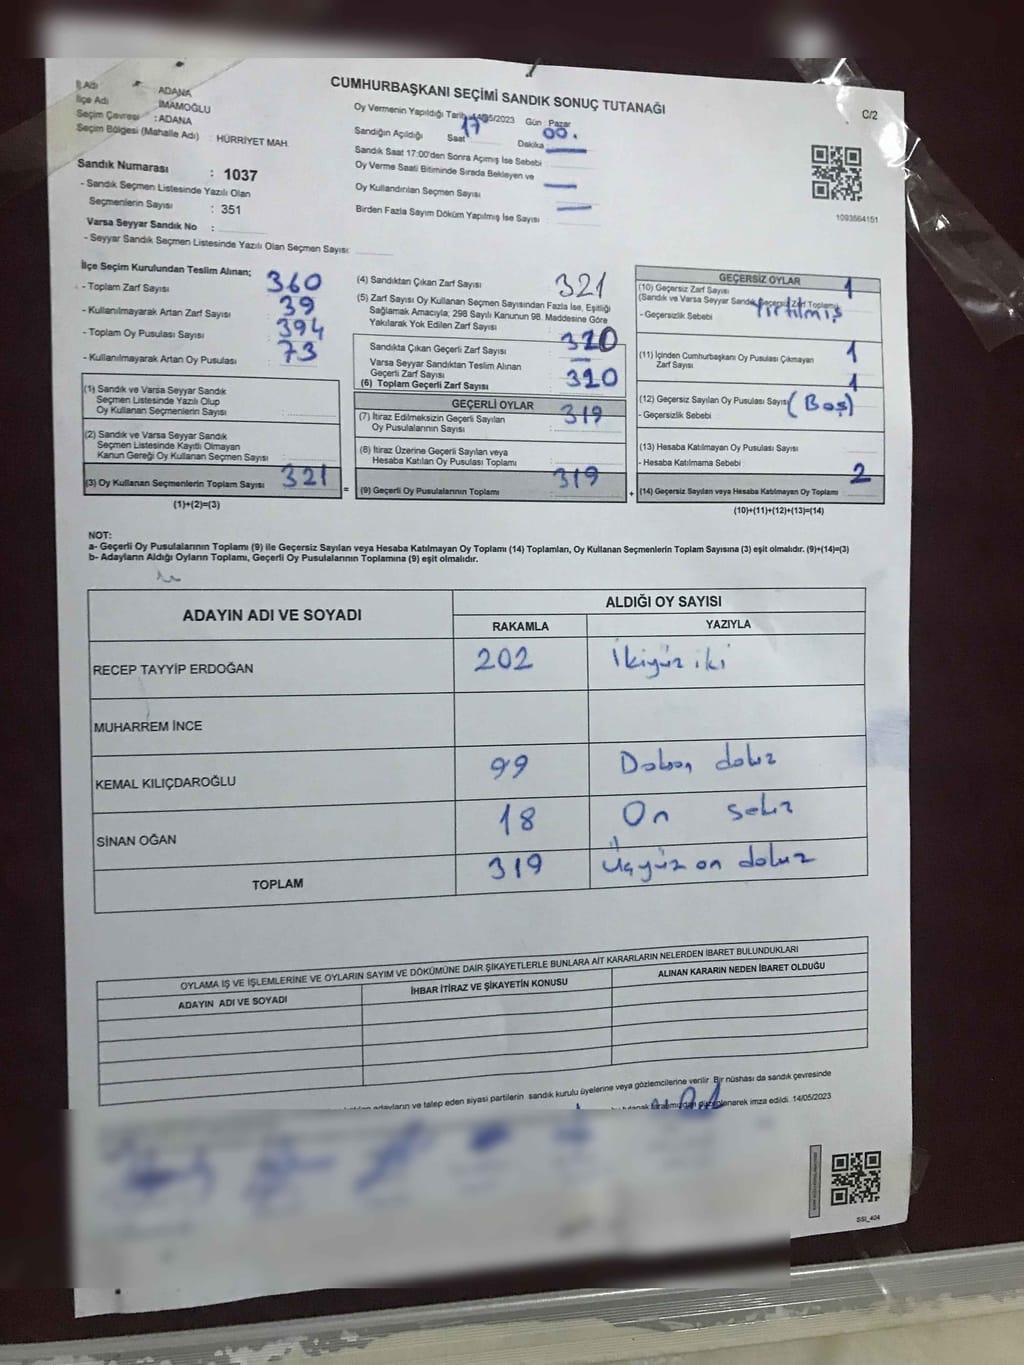 CUMHURBAŞKANI SEÇİMİ SANDIK SONUÇ TUTANAĞI
C/2
İl Adı : ADANA
İlçe Adı : İMAMOĞLU
Seçim Çevresi : ADANA
Seçim Bölgesi (Mahalle Adı) : HÜRRİYET MAH.
Sandık Numarası : 1037
- Sandık Seçmen Listesinde Yazılı Olan
Seçmenlerin Sayısı : 351
Varsa Seyyar Sandık No :
- Seyyar Sandık Seçmen Listesinde Yazılı Olan Seçmen Sayısı:
Oy Vermenin Yapıldığı Tarih 14/05/2023 Gün : Pazar
Sandığın Açıldığı Saat 17 Dakika 00.
Sandık Saat 17:00'den Sonra Açımış İse Sebebi
Oy Verme Saati Bitiminde Sırada Bekleyen ve
Oy Kullandırılan Seçmen Sayısı
Birden Fazla Sayım Döküm Yapılmış İse Sayısı :
1093564151
İlçe Seçim Kurulundan Teslim Alınan;
- Toplam Zarf Sayısı : 360
- Kullanılmayarak Artan Zarf Sayısı : 39
- Toplam Oy Pusulası Sayısı : 394
- Kullanılmayarak Artan Oy Pusulası : 73
(1) Sandık ve Varsa Seyyar Sandık
Seçmen Listesinde Yazılı Olup
Oy Kullanan Seçmenlerin Sayısı :
(2) Sandık ve Varsa Seyyar Sandık
Seçmen Listesinde Kayıtlı Olmayan
Kanun Gereği Oy Kullanan Seçmen Sayısı :
(3) Oy Kullanan Seçmenlerin Toplam Sayısı : 321
(1)+(2)=(3)
=
(4) Sandıktan Çıkan Zarf Sayısı : 321
(5) Zarf Sayısı Oy Kullanan Seçmen Sayısından Fazla İse, Eşitliği
Sağlamak Amacıyla; 298 Sayılı Kanunun 98. Maddesine Göre
Yakılarak Yok Edilen Zarf Sayısı :
Sandıkta Çıkan Geçerli Zarf Sayısı : 320
Varsa Seyyar Sandıktan Teslim Alınan
Geçerli Zarf Sayısı :
(6) Toplam Geçerli Zarf Sayısı : 320
GEÇERLİ OYLAR
(7) İtiraz Edilmeksizin Geçerli Sayılan
Oy Pusulalarının Sayısı : 319
(8) İtiraz Üzerine Geçerli Sayılan veya
Hesaba Katılan Oy Pusulası Toplamı :
(9) Geçerli Oy Pusulalarının Toplamı : 319
+
GEÇERSİZ OYLAR
(10) Geçersiz Zarf Sayısı 1
(Sandık ve Varsa Seyyar Sandık Geçersiz Zarf Toplamı)
- Geçersizlik Sebebi : Yırtılmış
(11) İçinden Cumhurbaşkanı Oy Pusulası Çıkmayan
Zarf Sayısı : 1
(12) Geçersiz Sayılan Oy Pusulası Sayısı 1
- Geçersizlik Sebebi (Boş)
(13) Hesaba Katılmayan Oy Pusulası Sayısı :
- Hesaba Katılmama Sebebi :
(14) Geçersiz Sayılan veya Hesaba Katılmayan Oy Toplamı : 2
(10)+(11)+(12)+(13)=(14)
NOT:
a- Geçerli Oy Pusulalarının Toplamı (9) ile Geçersiz Sayılan veya Hesaba Katılmayan Oy Toplamı (14) Toplamları, Oy Kullanan Seçmenlerin Toplam Sayısına (3) eşit olmalıdır. (9)+(14)=(3)
b- Adayların Aldığı Oyların Toplamı, Geçerli Oy Pusulalarının Toplamına (9) eşit olmalıdır.
ADAYIN ADI VE SOYADI
ALDIĞI OY SAYISI
RAKAMLA YAZIYLA
RECEP TAYYİP ERDOĞAN 202 İkiyüz iki
MUHARREM İNCE
KEMAL KILIÇDAROĞLU 99 Doksan dokuz
SİNAN OĞAN 18 On sekiz
TOPLAM 319 Üçyüz on dokuz
OYLAMA İŞ VE İŞLEMLERİNE VE OYLARIN SAYIM VE DÖKÜMÜNE DAİR ŞİKAYETLERLE BUNLARA AİT KARARLARIN NELERDEN İBARET BULUNDUKLARI
ADAYIN ADI VE SOYADI
İHBAR İTİRAZ VE ŞİKAYETİN KONUSU
ALINAN KARARIN NEDEN İBARET OLDUĞU
adayların ve talep eden siyasi partilerin sandık kurulu üyelerine veya gözlemcilerine verilir. Bir nüshası da sandık çevresinde
imza edildi. 14/05/2023
SSI_404